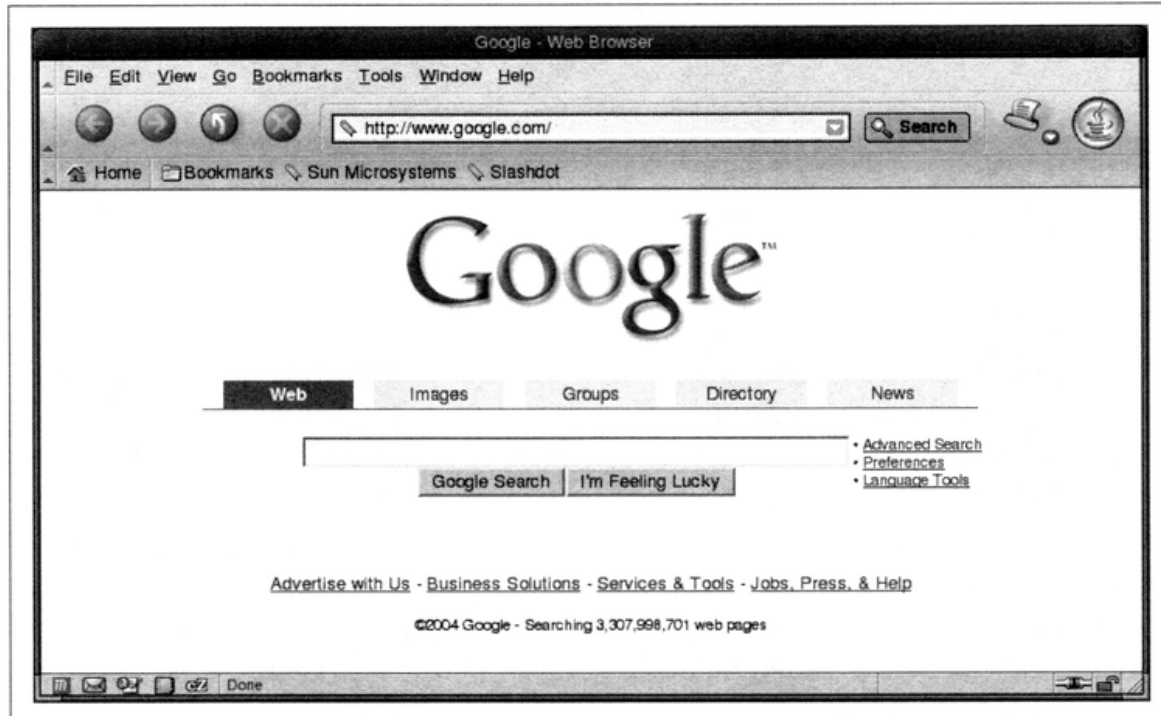 Google - Web Browser
File Edit View Go Bookmarks Tools Window Help
http://www.google.com/ Search
Home Bookmarks Sun Microsystems Slashdot
Google™
Web Images Groups Directory News
• Advanced Search
• Preferences
• Language Tools
Google Search I'm Feeling Lucky
Advertise with Us - Business Solutions - Services & Tools - Jobs, Press, & Help
©2004 Google - Searching 3,307,998,701 web pages
Done